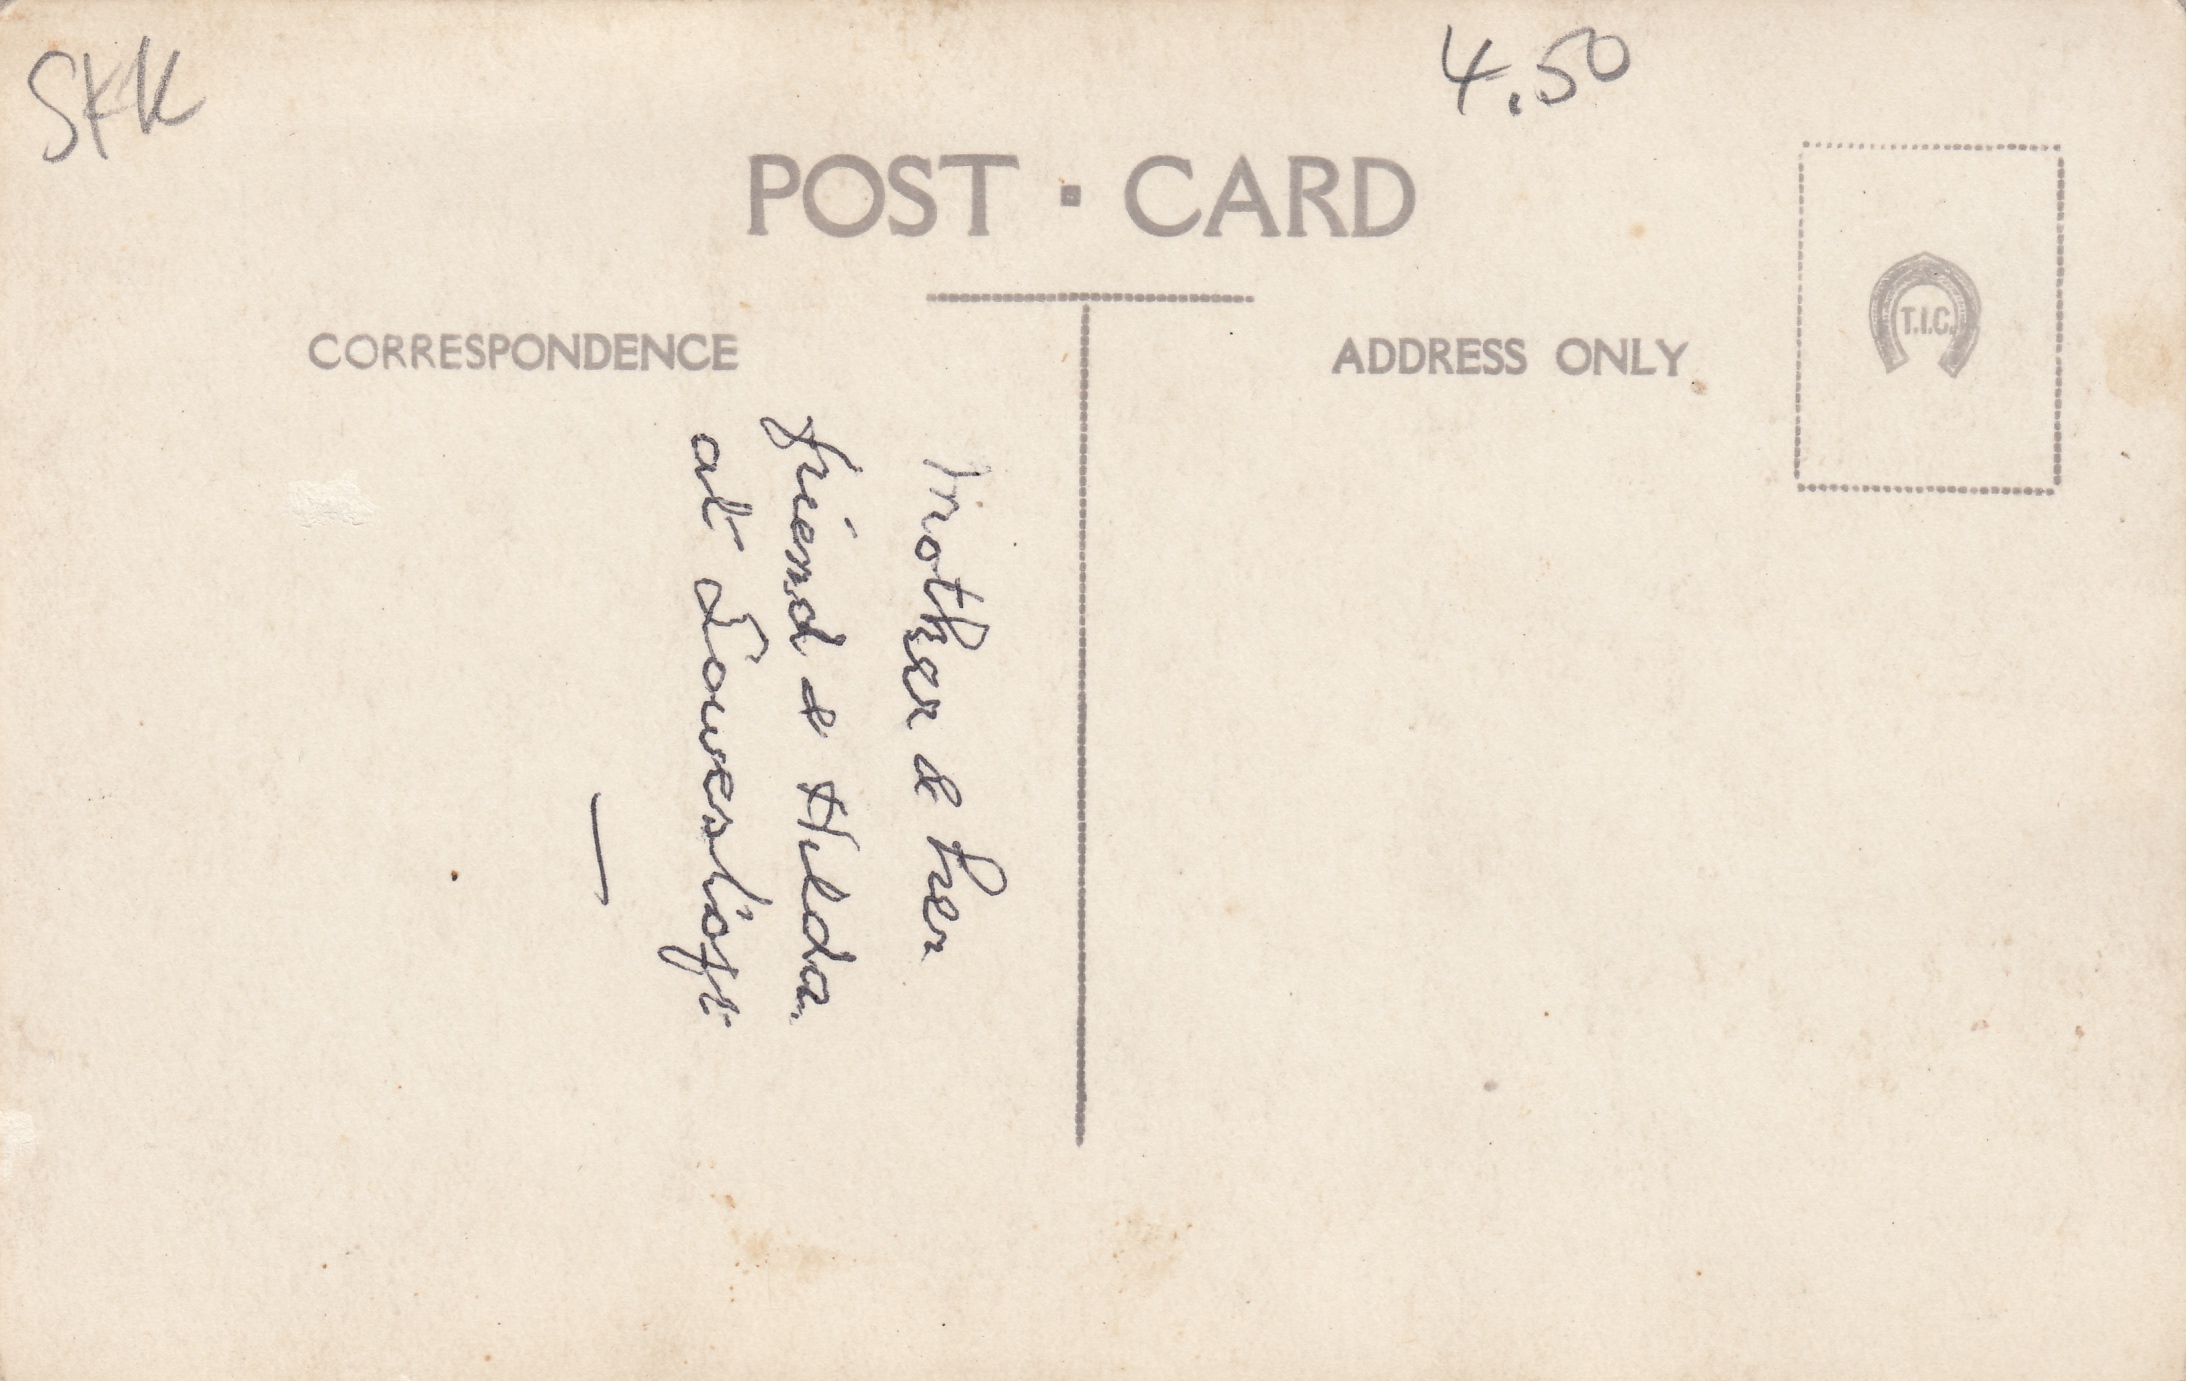 SKK
4.50
POST · CARD
CORRESPONDENCE
ADDRESS ONLY
T.I.C.
Mother & her
friend & Hilda
at Lowestoft